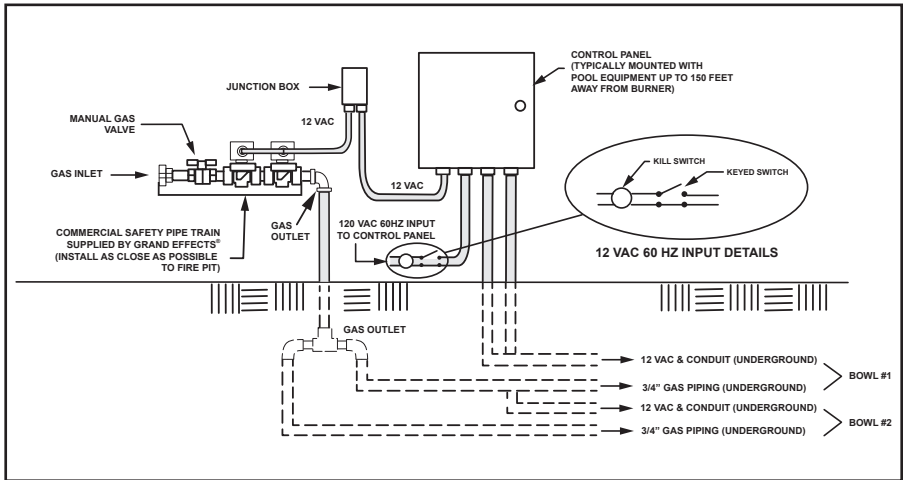 CONTROL PANEL
(TYPICALLY MOUNTED WITH
POOL EQUIPMENT UP TO 150 FEET
AWAY FROM BURNER)
JUNCTION BOX
12 VAC
MANUAL GAS
VALVE
GAS INLET
KILL SWITCH
KEYED SWITCH
12 VAC
COMMERCIAL SAFETY PIPE TRAIN
SUPPLIED BY GRAND EFFECTS®
(INSTALL AS CLOSE AS POSSIBLE
TO FIRE PIT)
GAS
OUTLET
120 VAC 60HZ INPUT
TO CONTROL PANEL
12 VAC 60 HZ INPUT DETAILS
GAS OUTLET
12 VAC & CONDUIT (UNDERGROUND)
3/4” GAS PIPING (UNDERGROUND)
BOWL #1
12 VAC & CONDUIT (UNDERGROUND)
3/4” GAS PIPING (UNDERGROUND)
BOWL #2